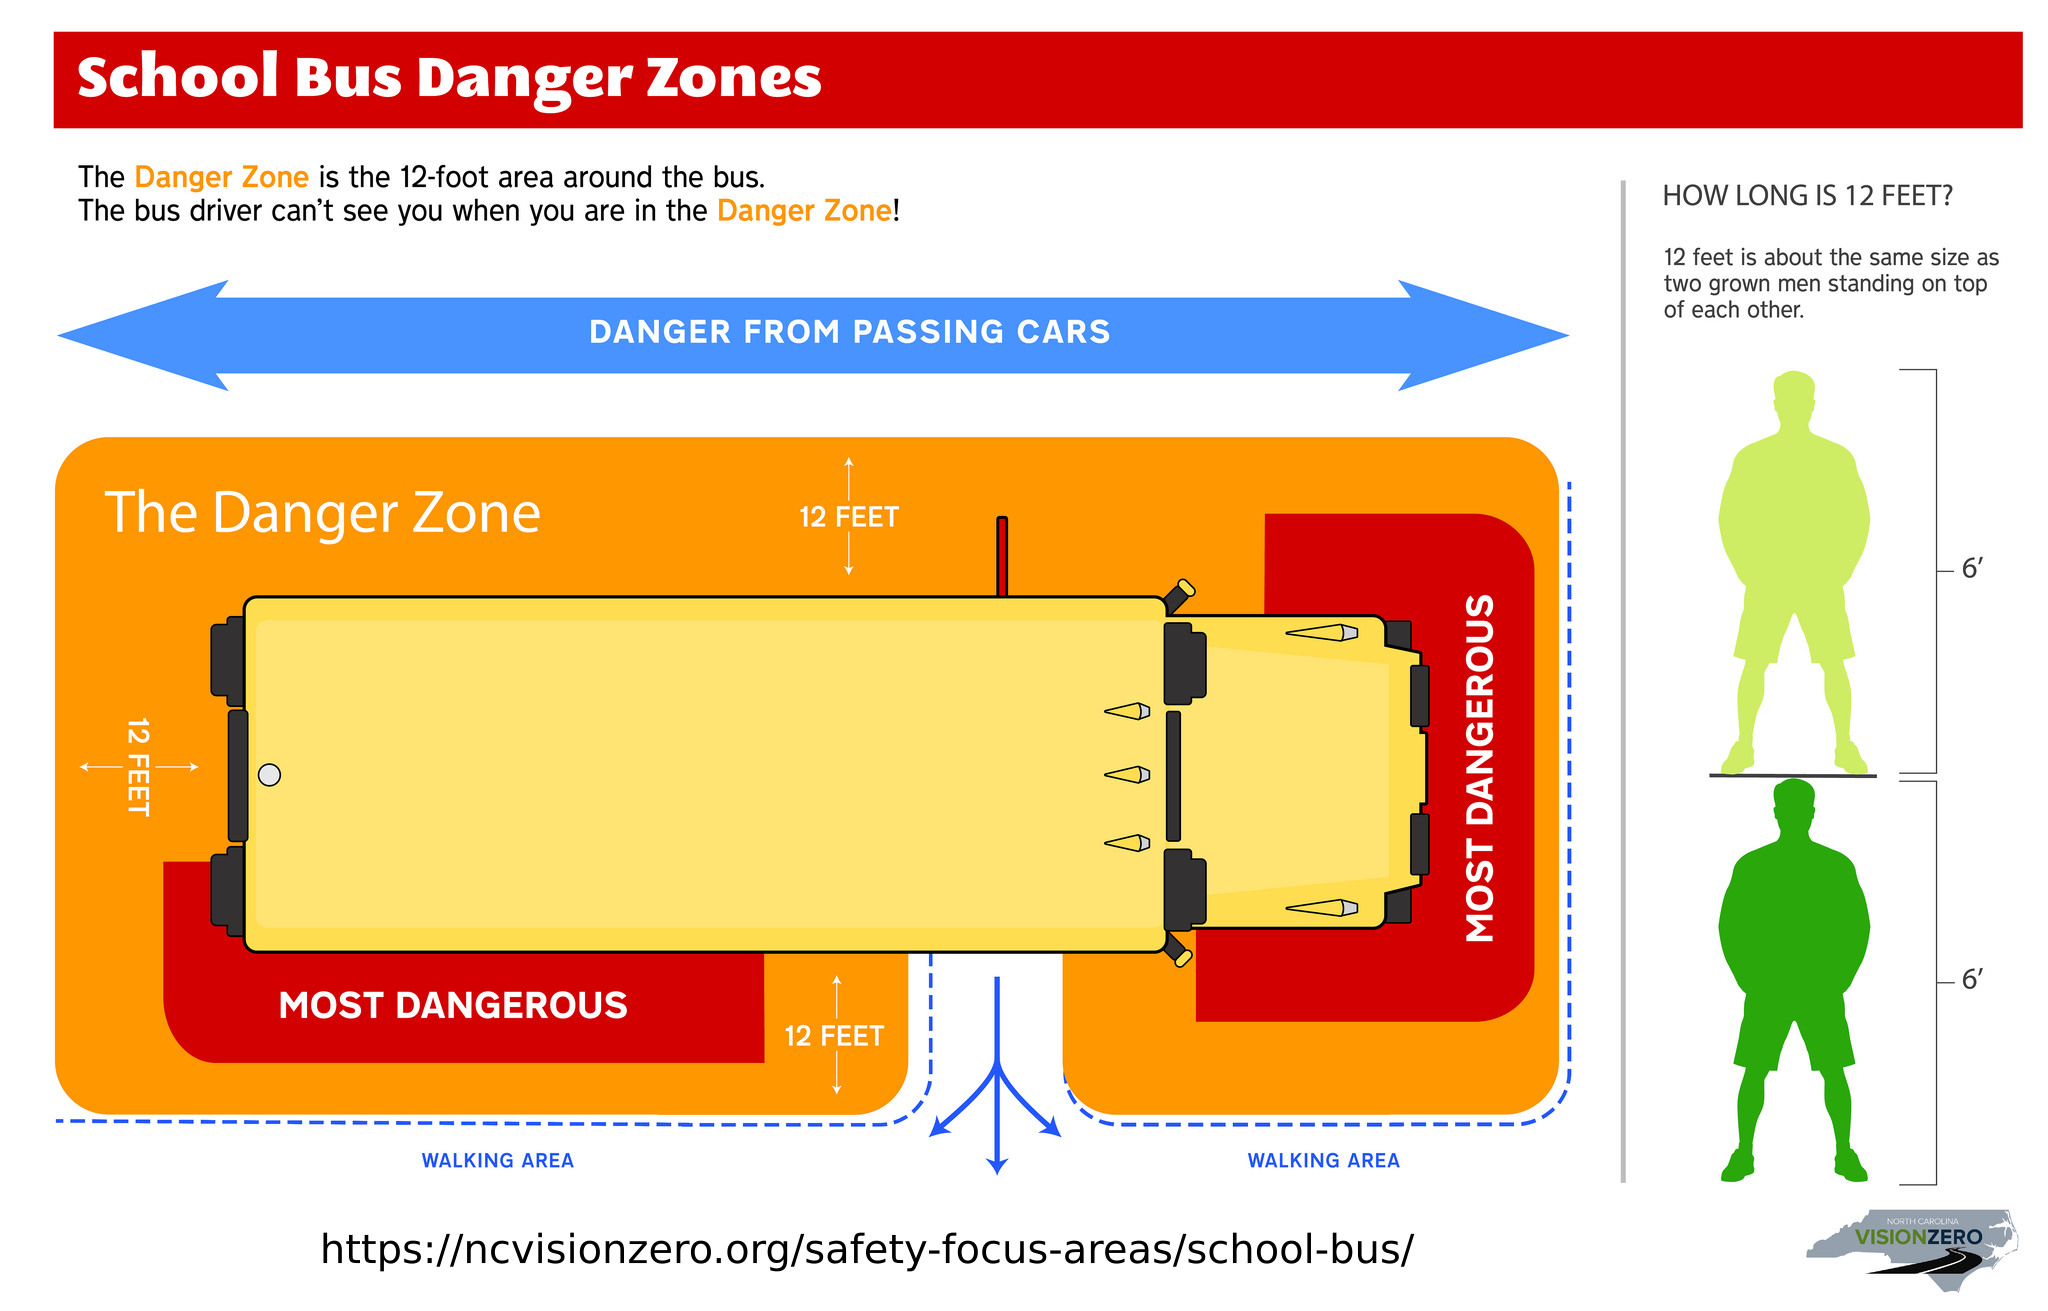 School Bus Danger Zones
The Danger Zone is the 12-foot area around the bus.
The bus driver can't see you when you are in the Danger Zone!
DANGER FROM PASSING CARS
The Danger Zone
12 FEET
12 FEET
MOST DANGEROUS
MOST DANGEROUS
12 FEET
WALKING AREA
WALKING AREA
HOW LONG IS 12 FEET?
12 feet is about the same size as
two grown men standing on top
of each other.
6’
6’
https://ncvisionzero.org/safety-focus-areas/school-bus/
NORTH CAROLINA
VISIONZERO